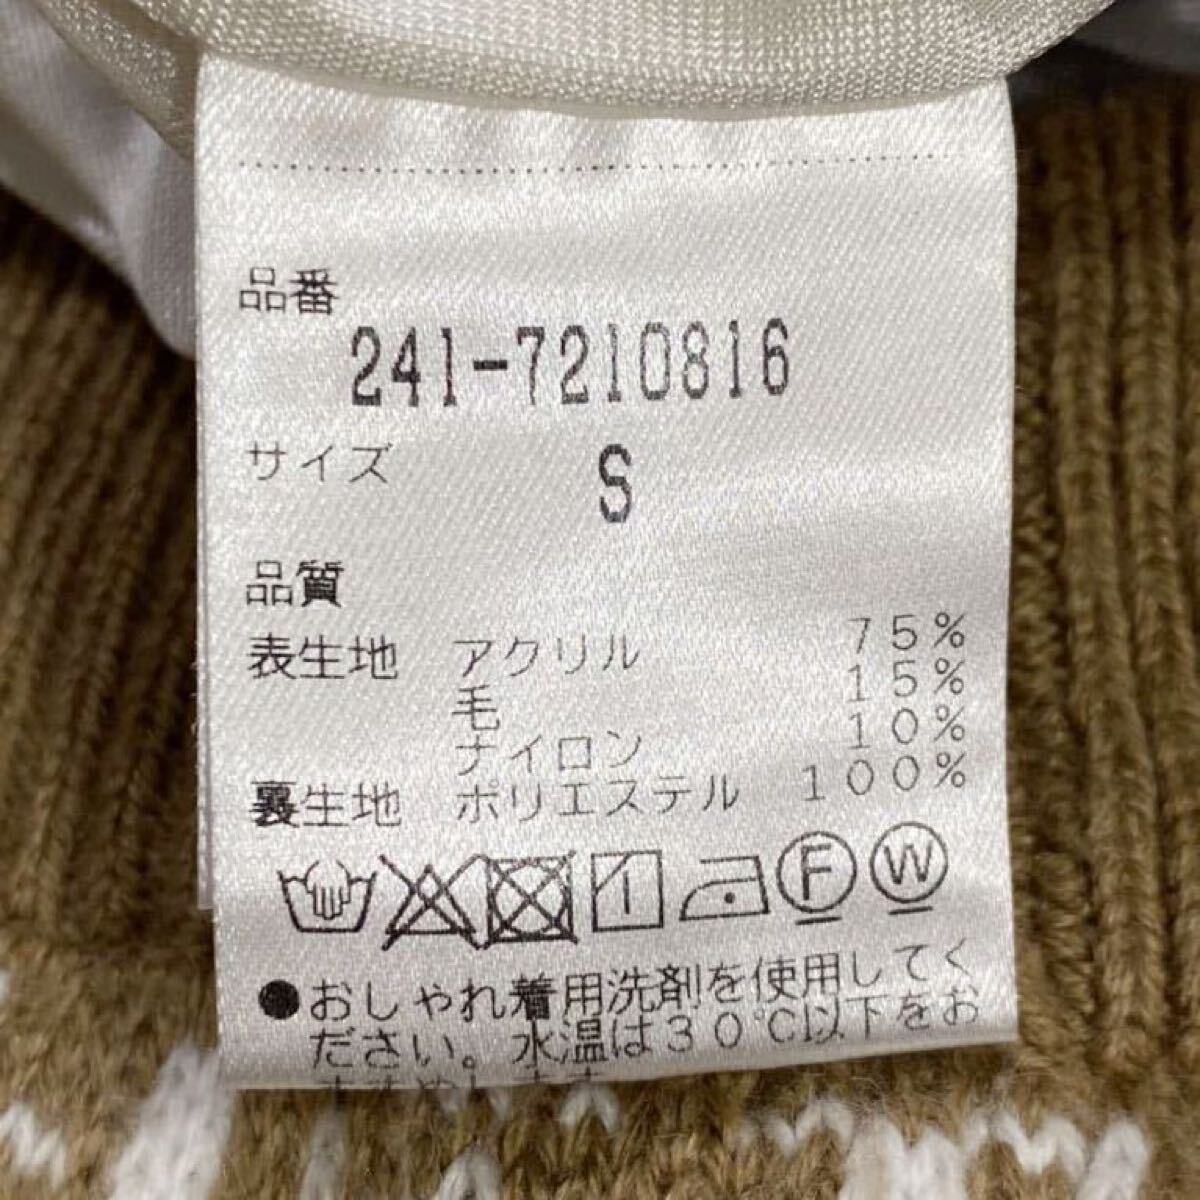 品番
241-7210816
サイズ S
品質
表生地 アクリル 75%
毛 15%
ナイロン 10%
裏生地 ポリエステル 100%
F W
●おしゃれ着用洗剤を使用してく
ださい。水温は30℃以下をお